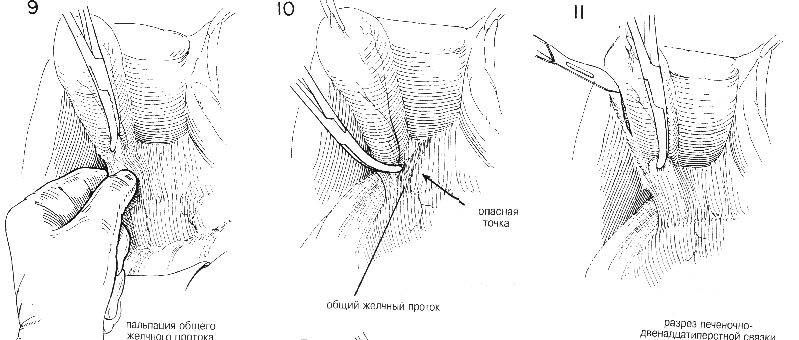 9
10
11
опасная
точка
общий желчный проток
пальпация общего
желчного протока
разрез печеночно-
двенадцатиперстной связки